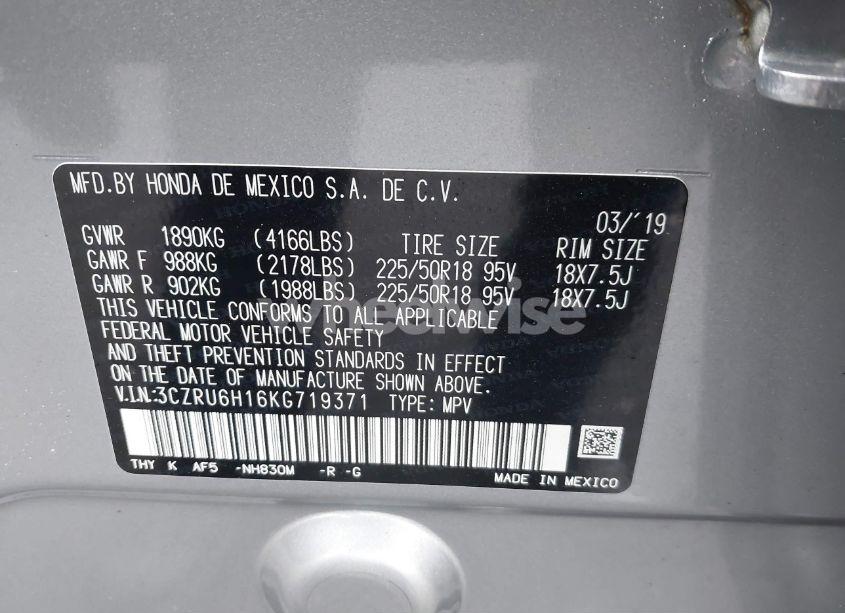 MFD.BY HONDA DE MEXICO S.A. DE C.V.
03/'19
GVWR 1890KG (4166LBS) TIRE SIZE RIM SIZE
GAWR F 988KG (2178LBS) 225/50R18 95V 18X7.5J
GAWR R 902KG (1988LBS) 225/50R18 95V 18X7.5J
THIS VEHICLE CONFORMS TO ALL APPLICABLE
FEDERAL MOTOR VEHICLE SAFETY
AND THEFT PREVENTION STANDARDS IN EFFECT
ON THE DATE OF MANUFACTURE SHOWN ABOVE.
V.I.N.:3CZRU6H16KG719371 TYPE: MPV
THY K AF5 -NH830M -R -G
MADE IN MEXICO